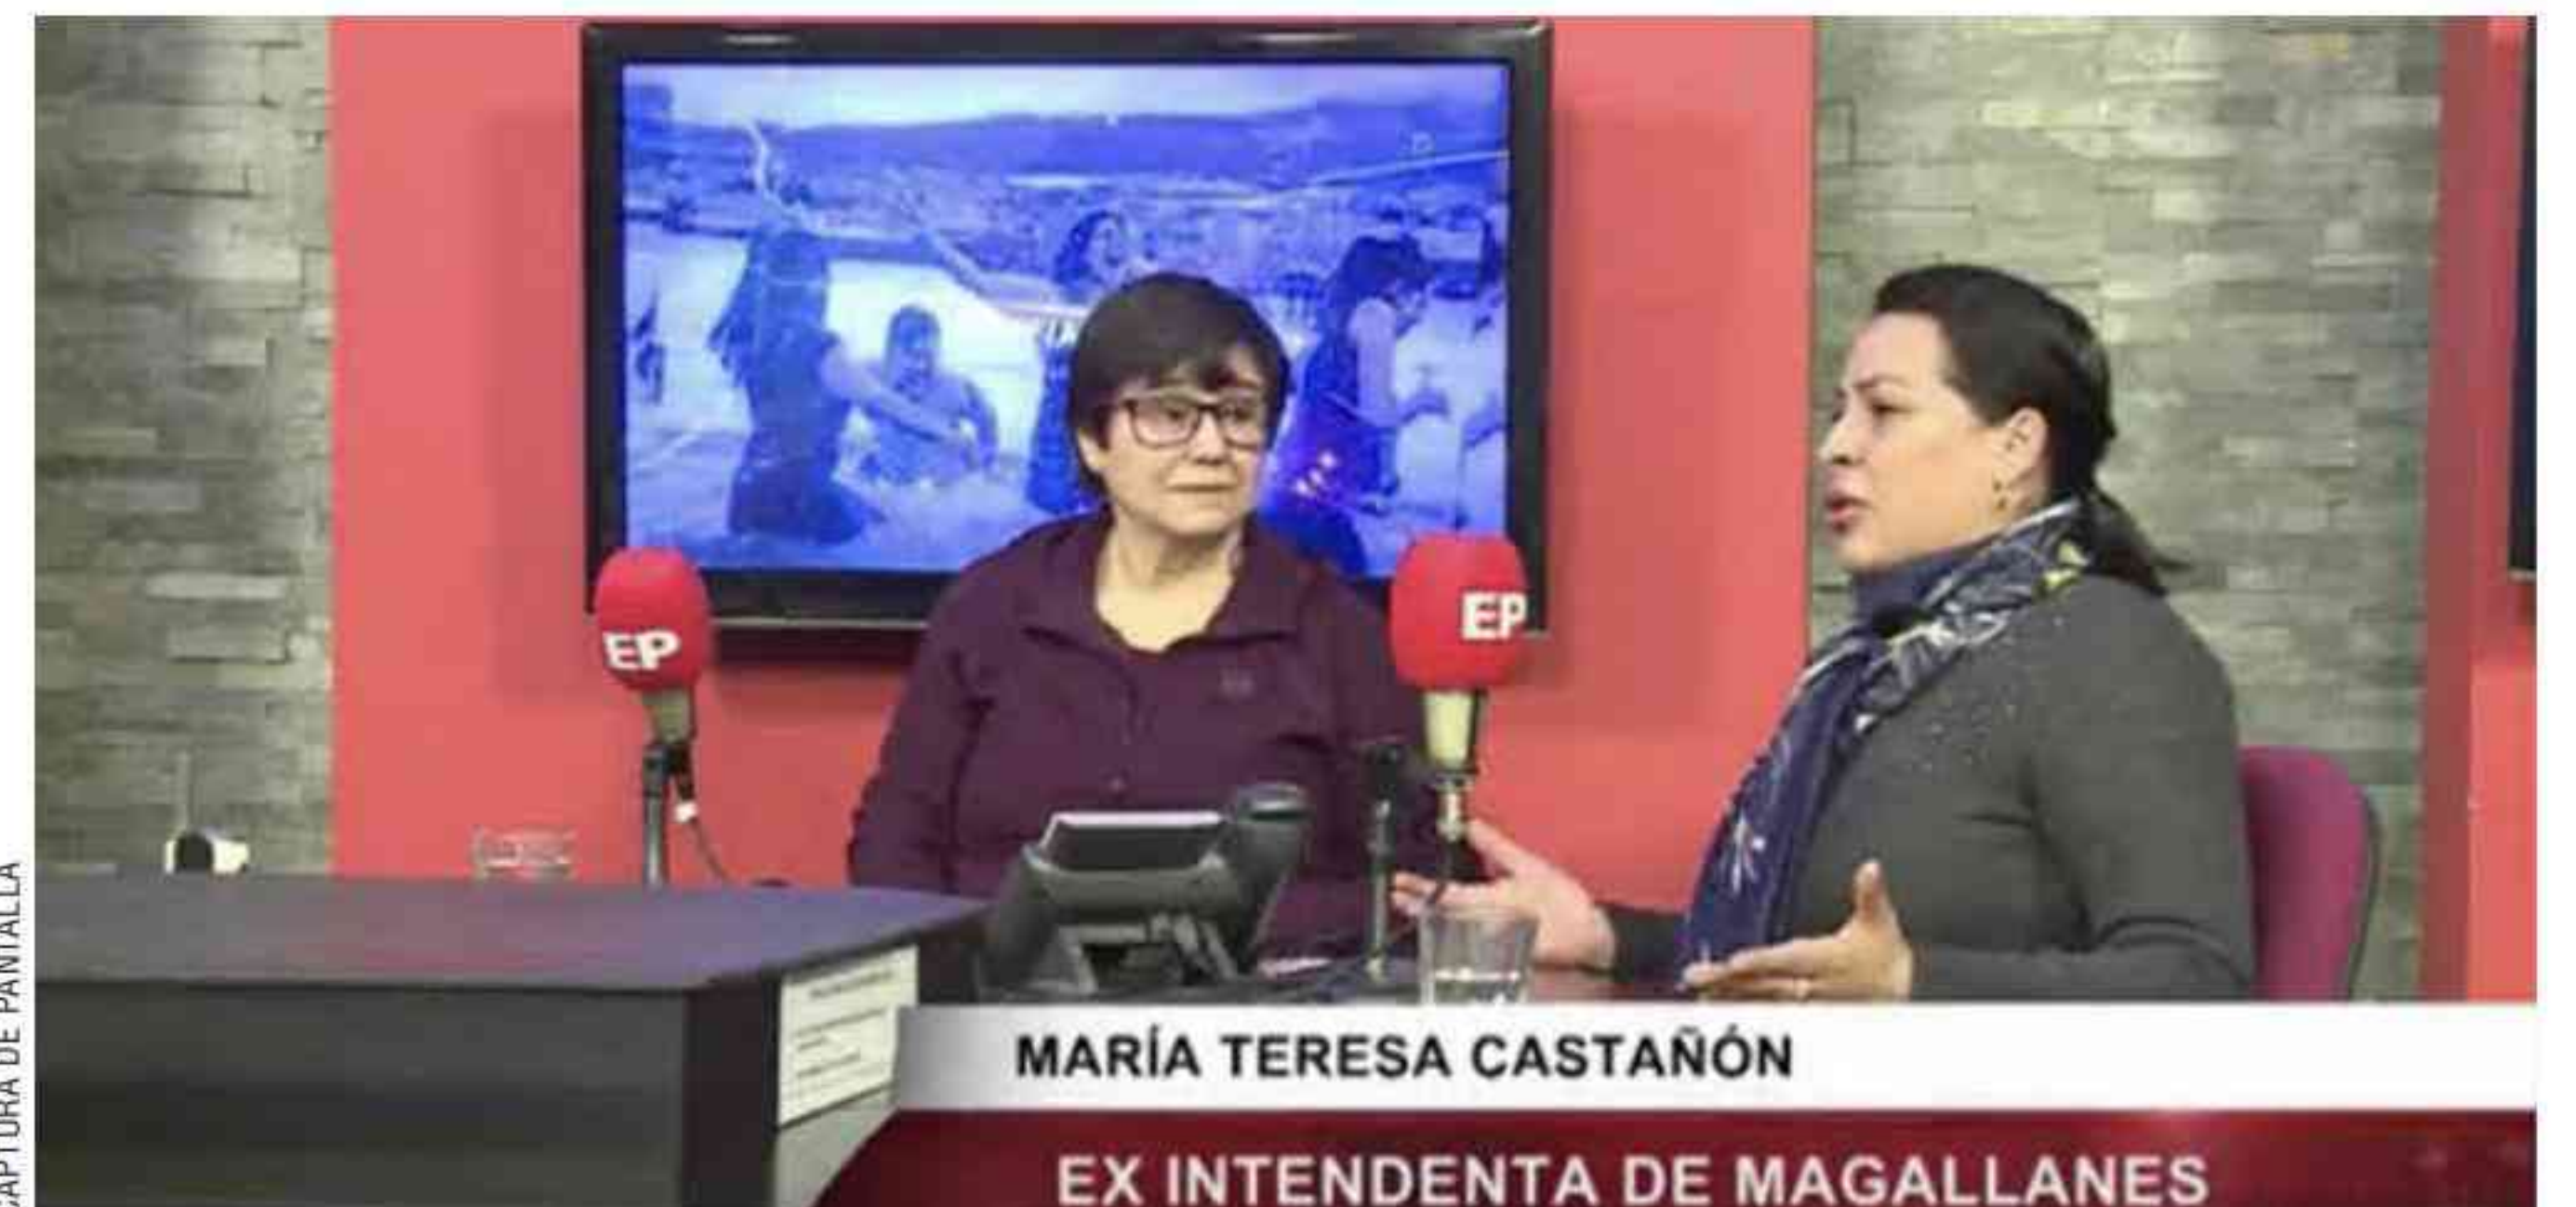 CAPTURA DE PANTALLA
EP
EP
MARÍA TERESA CASTAÑÓN
EX INTENDENTA DE MAGALLANES